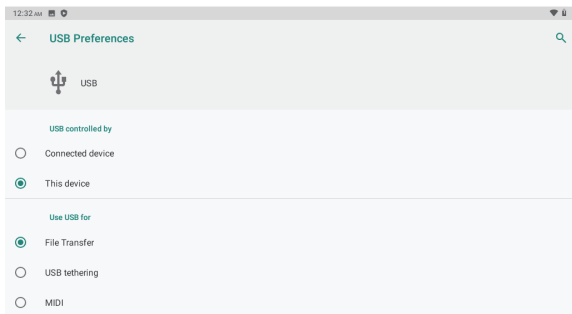 12:32 AM
USB Preferences
USB
USB controlled by
Connected device
This device
Use USB for
File Transfer
USB tethering
MIDI